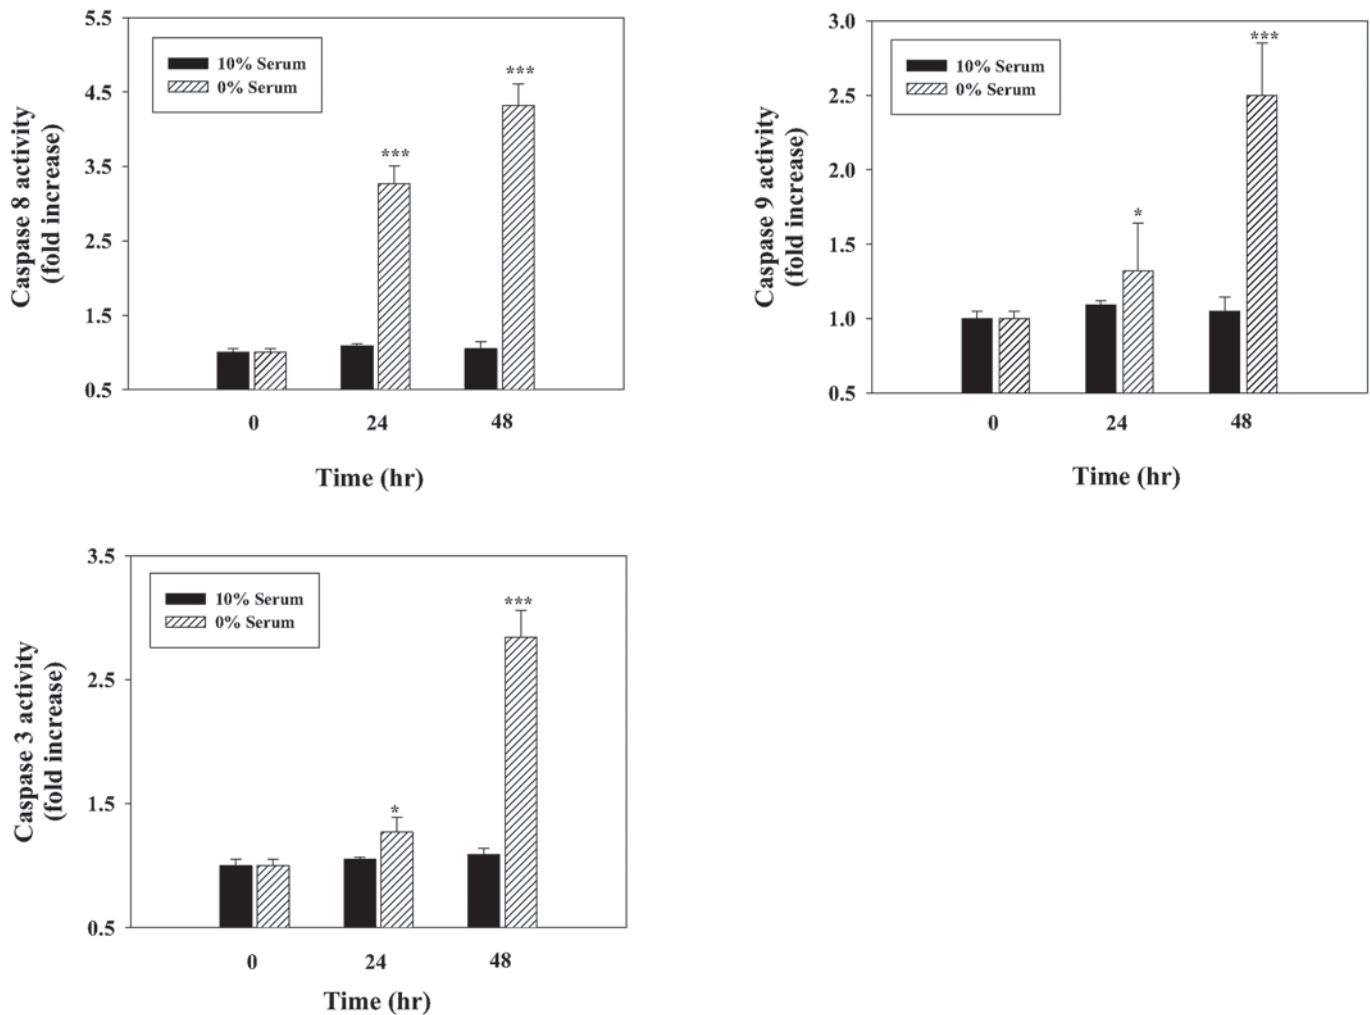 5.5
4.5
3.5
2.5
1.5
0.5
Caspase 8 activity
(fold increase)
10% Serum
0% Serum
***
***
0 24 48
Time (hr)
3.0
2.5
2.0
1.5
1.0
0.5
Caspase 9 activity
(fold increase)
10% Serum
0% Serum
*
***
0 24 48
Time (hr)
3.5
2.5
1.5
0.5
Caspase 3 activity
(fold increase)
10% Serum
0% Serum
*
***
0 24 48
Time (hr)